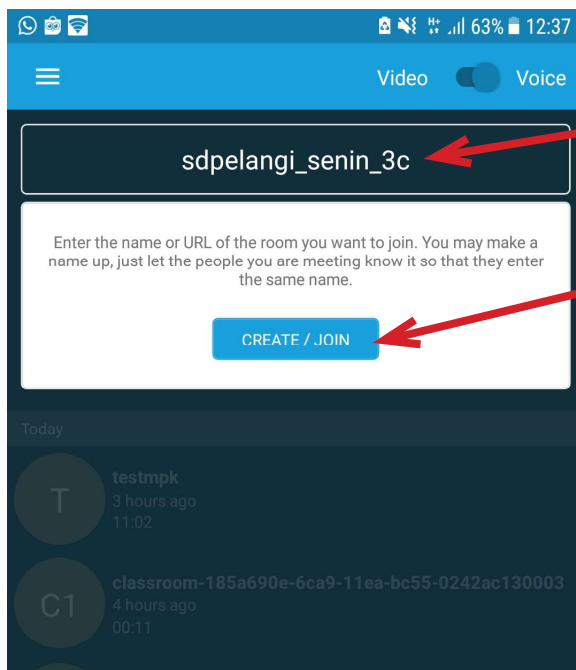 H+ 63% 12:37
Video Voice
sdpelangi_senin_3c
Enter the name or URL of the room you want to join. You may make a
name up, just let the people you are meeting know it so that they enter
the same name.
CREATE / JOIN
Today
T
testmpk
3 hours ago
11:02
C1
classroom-185a690e-6ca9-11ea-bc55-0242ac130003
4 hours ago
00:11